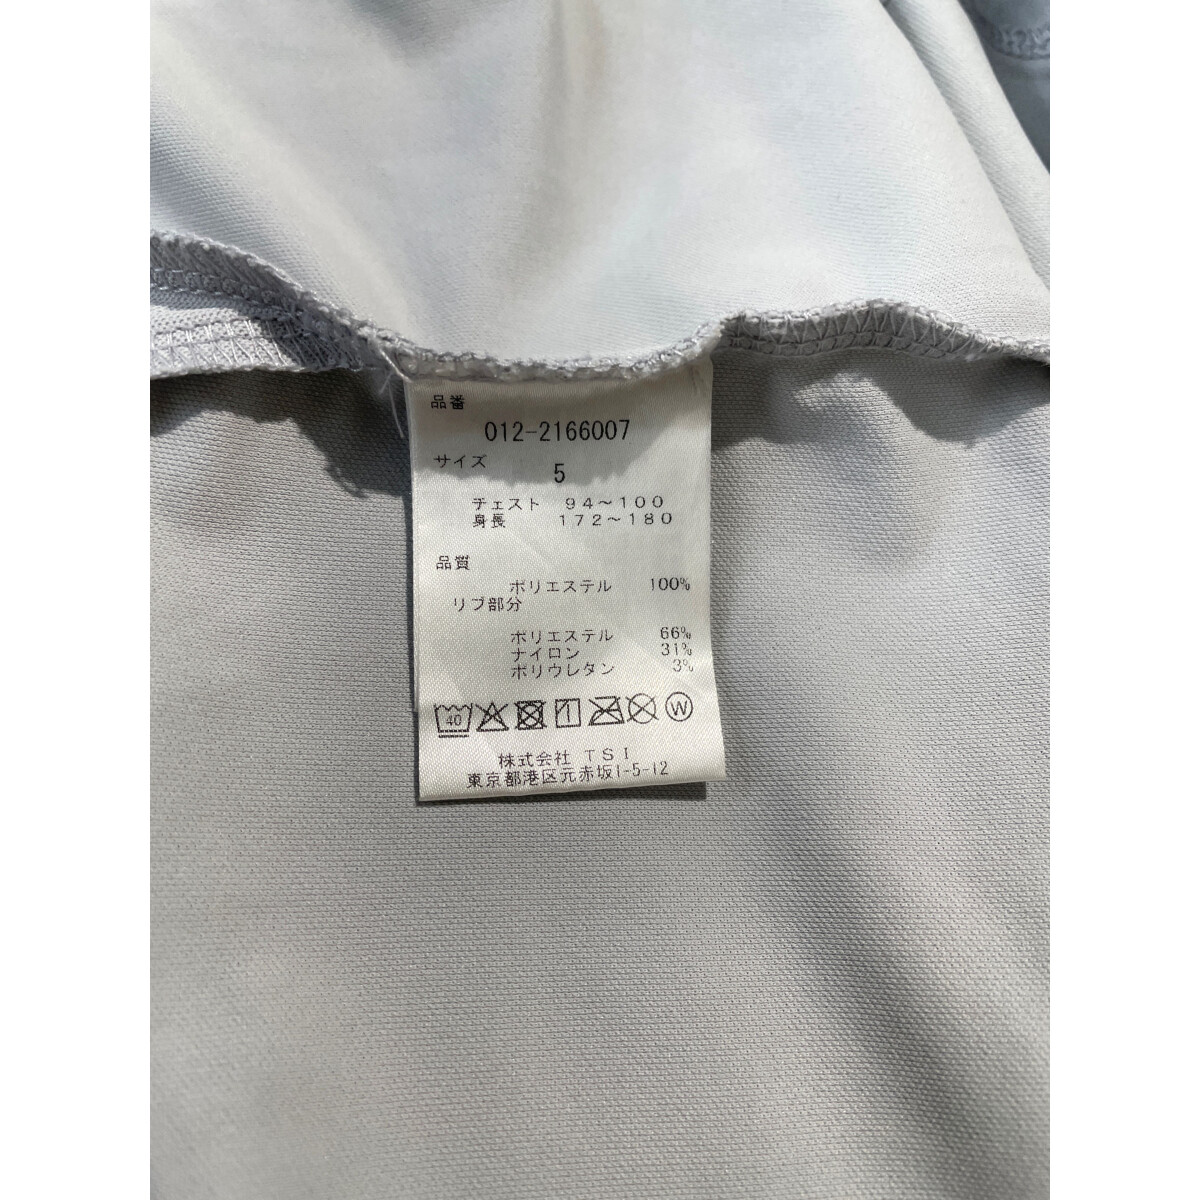 品番
012-2166007
サイズ
5
チェスト 94～100
身長 172～180
品質
ポリエステル 100%
リブ部分
ポリエステル 66%
ナイロン 31%
ポリウレタン 3%
40 W
株式会社 TSI
東京都港区元赤坂1-5-12